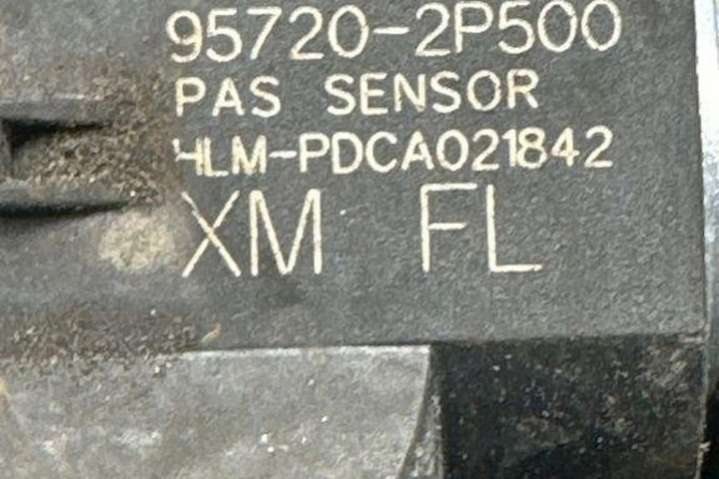 95720-2P500
PAS SENSOR
HLM-PDCA021842
XM FL